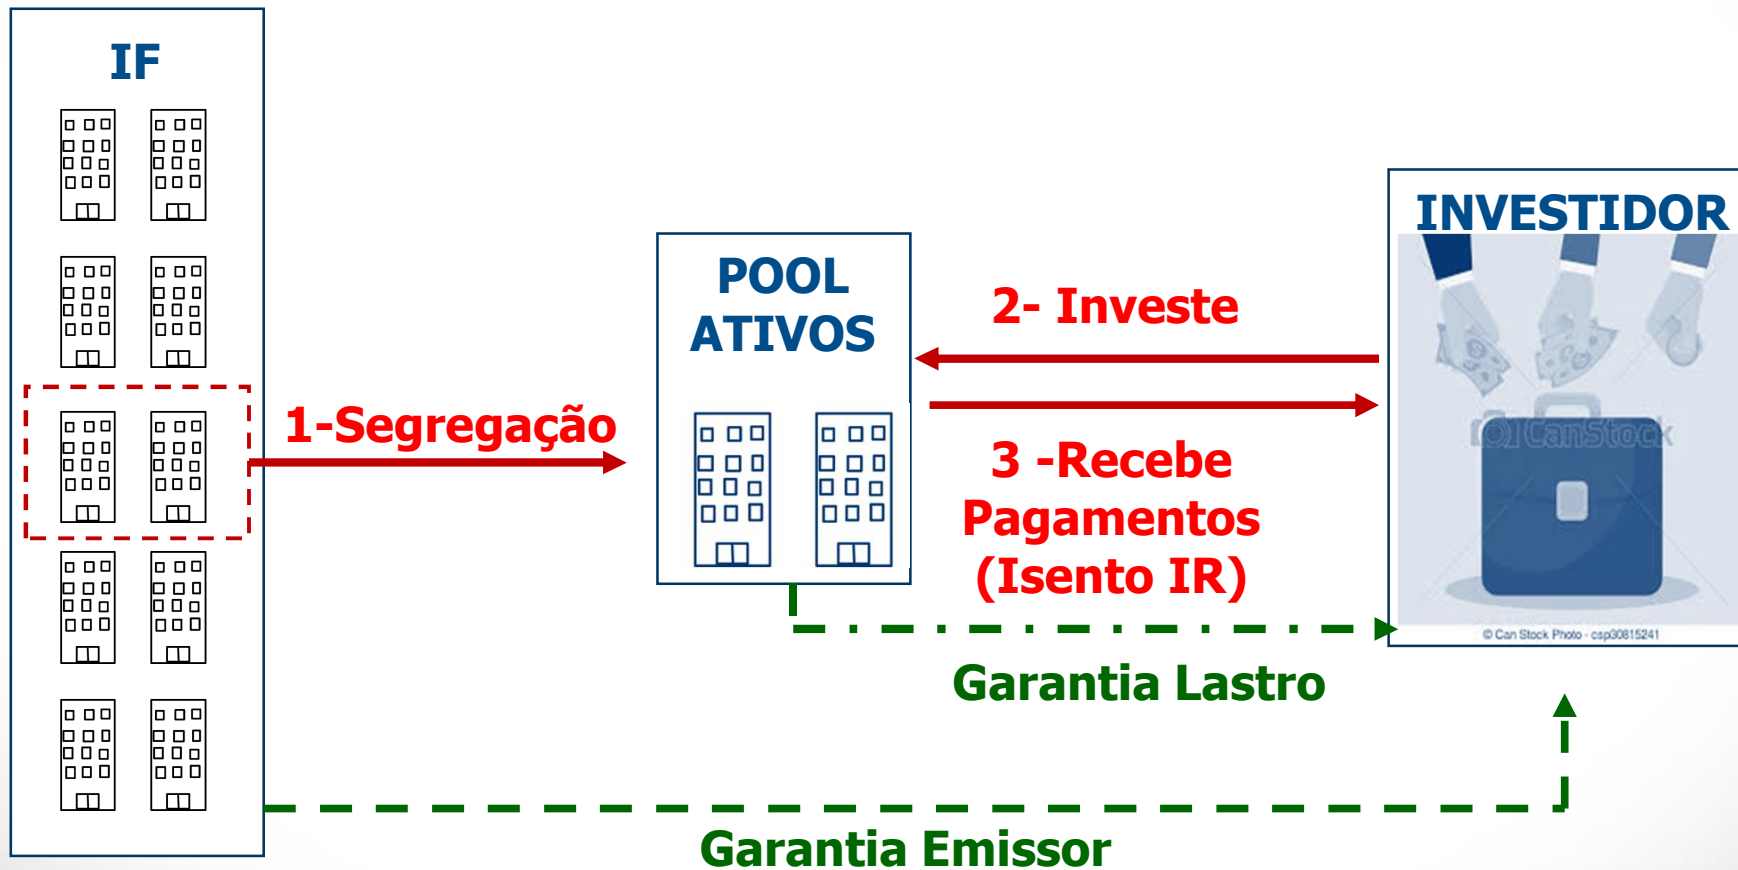 IF
1-Segregação
POOL
ATIVOS
2- Investe
3 -Recebe
Pagamentos
(Isento IR)
INVESTIDOR
CanStock
© Can Stock Photo - csp30815241
Garantia Lastro
Garantia Emissor